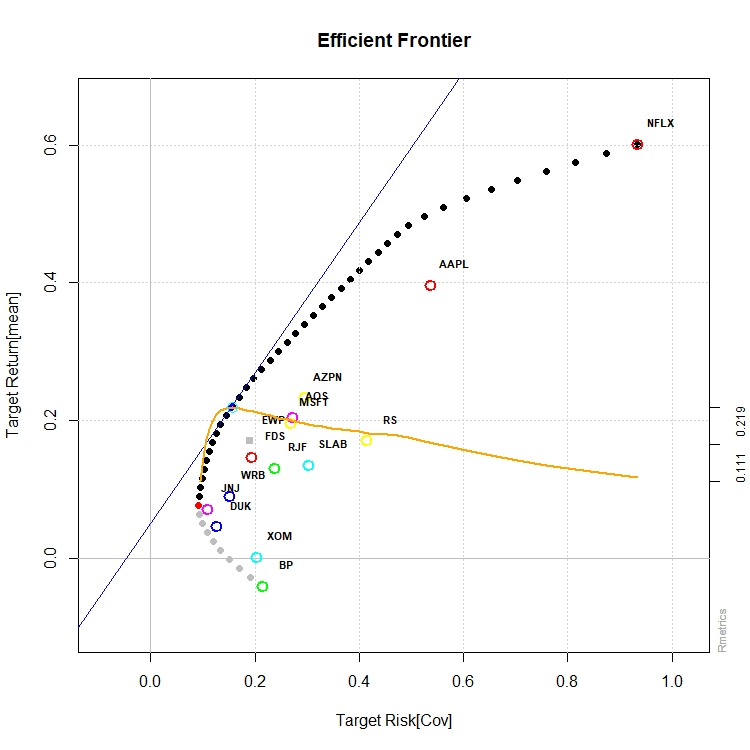 Efficient Frontier
NFLX
0.6
AAPL
0.4
Target Return[mean]
AZPN
AOS
MSFT
0.2
EWP
RS
0.219
FDS
SLAB
RJF
WRB
0.111
JNJ
DUK
XOM
0.0
BP
Rmetrics
0.0 0.2 0.4 0.6 0.8 1.0
Target Risk[Cov]